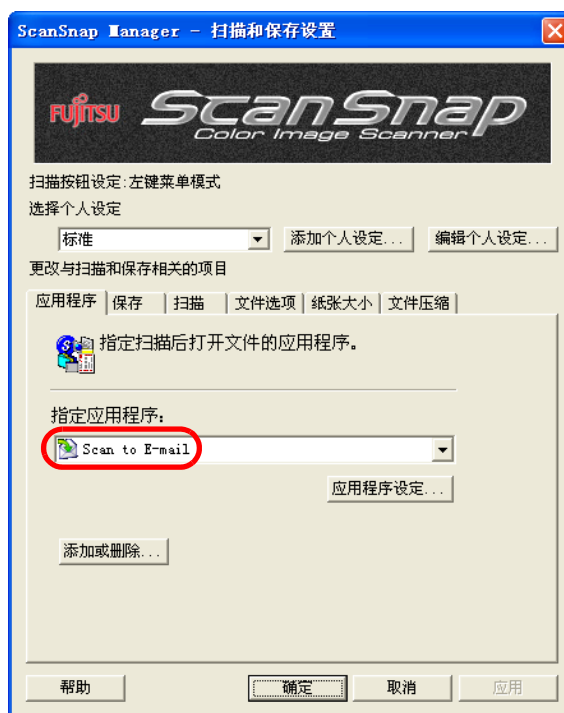 ScanSnap Manager - 扫描和保存设置
FUJITSU ScanSnap
Color Image Scanner
扫描按钮设定:左键菜单模式
选择个人设定
标准 添加个人设定... 编辑个人设定...
更改与扫描和保存相关的项目
应用程序 保存 扫描 文件选项 纸张大小 文件压缩
指定扫描后打开文件的应用程序。
指定应用程序:
Scan to E-mail
应用程序设定...
添加或删除...
帮助 确定 取消 应用